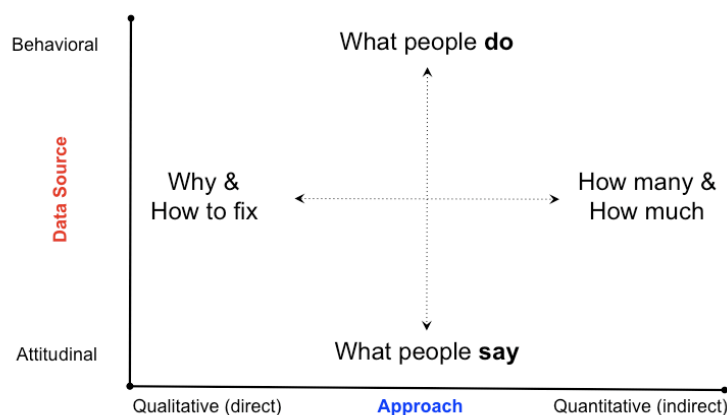 Behavioral
What people do
Data Source
Why &
How to fix
How many &
How much
Attitudinal
What people say
Qualitative (direct)
Approach
Quantitative (indirect)